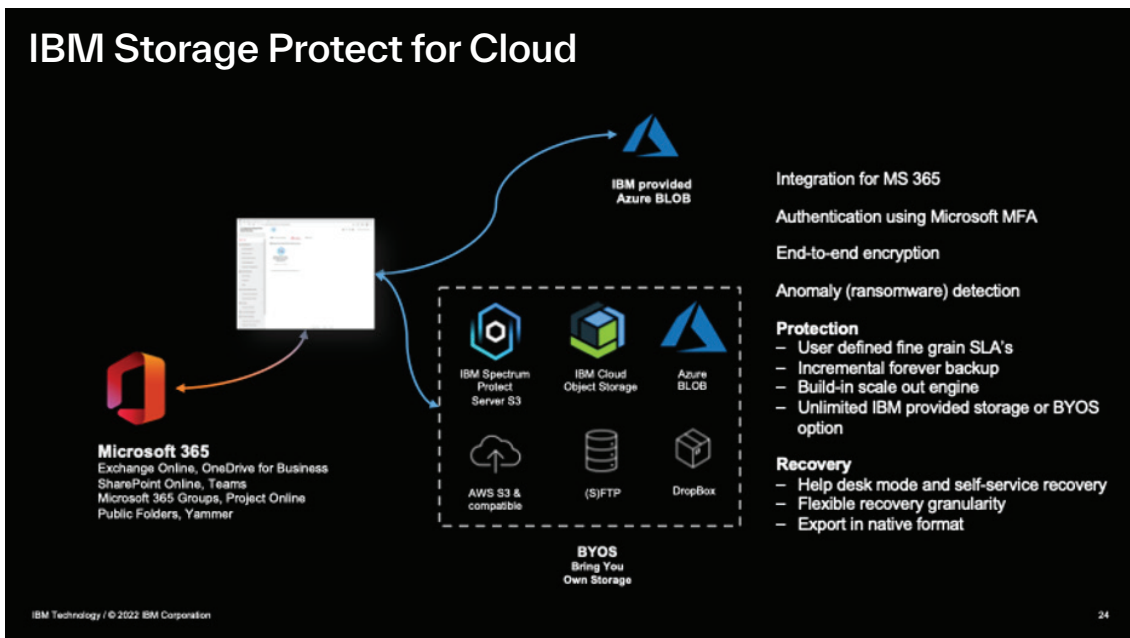 IBM Storage Protect for Cloud
IBM provided
Azure BLOB
Integration for MS 365
Authentication using Microsoft MFA
End-to-end encryption
Anomaly (ransomware) detection
Protection
– User defined fine grain SLA's
– Incremental forever backup
– Build-in scale out engine
– Unlimited IBM provided storage or BYOS
option
Recovery
– Help desk mode and self-service recovery
– Flexible recovery granularity
– Export in native format
IBM Spectrum
Protect
Server S3
IBM Cloud
Object Storage
Azure
BLOB
AWS S3 &
compatible
(S)FTP
DropBox
BYOS
Bring You
Own Storage
Microsoft 365
Exchange Online, OneDrive for Business
SharePoint Online, Teams
Microsoft 365 Groups, Project Online
Public Folders, Yammer
IBM Technology / © 2022 IBM Corporation
24